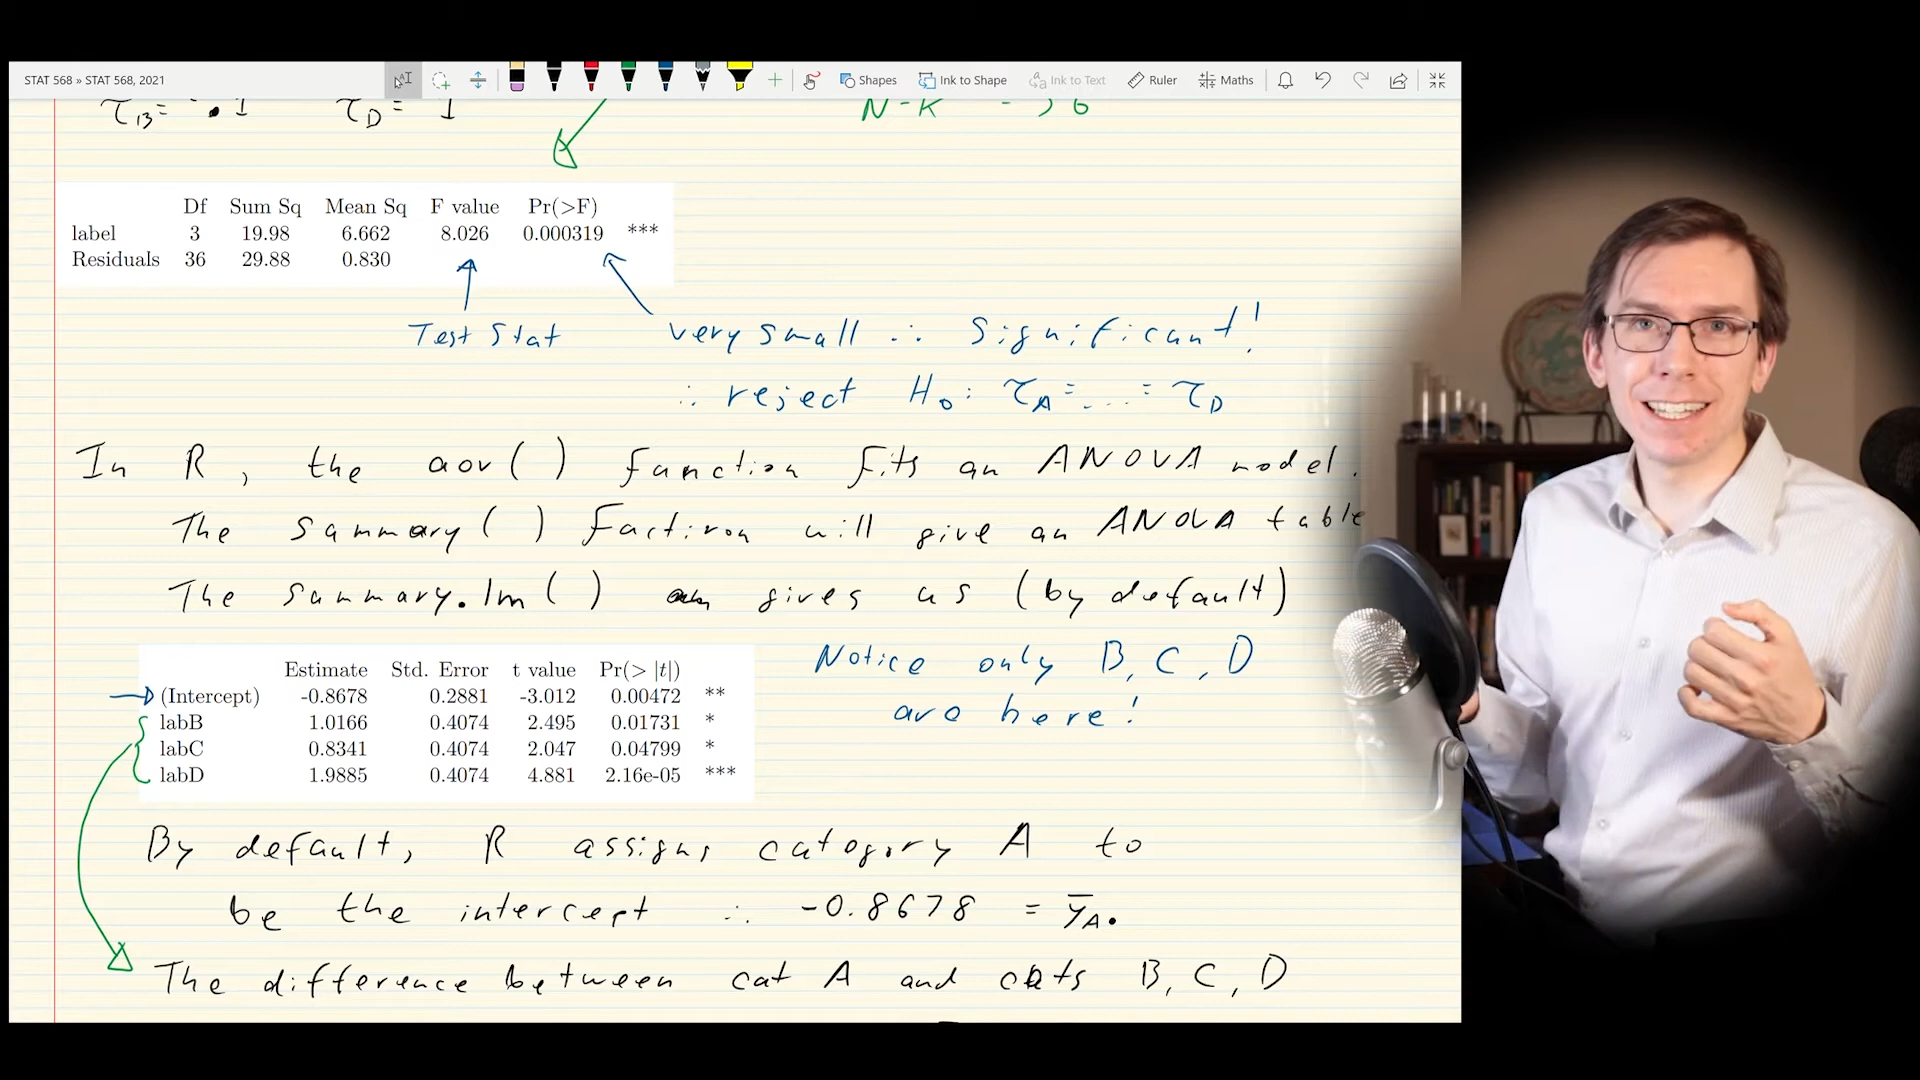 STAT 568 » STAT 568, 2021 Shapes Ink to Shape Ink to Text Ruler Maths
τB = .1 τD = 1 N-K = 36
Df Sum Sq Mean Sq F value Pr(>F)
label 3 19.98 6.662 8.026 0.000319 ***
Residuals 36 29.88 0.830
Test Stat very small ∴ Significant!
∴ reject H0: τA = ... = τD
In R, the aov( ) function fits an ANOVA model.
The summary( ) Factiron will give an ANOVA table
The summary.lm( ) gives us (by default)
Notice only B, C, D
are here!
Estimate Std. Error t value Pr(> |t|)
(Intercept) -0.8678 0.2881 -3.012 0.00472 **
labB 1.0166 0.4074 2.495 0.01731 *
labC 0.8341 0.4074 2.047 0.04799 *
labD 1.9885 0.4074 4.881 2.16e-05 ***
By default, R assigns category A to
be the intercept ∴ -0.8678 = ȳA.
The difference between cat A and cats B, C, D